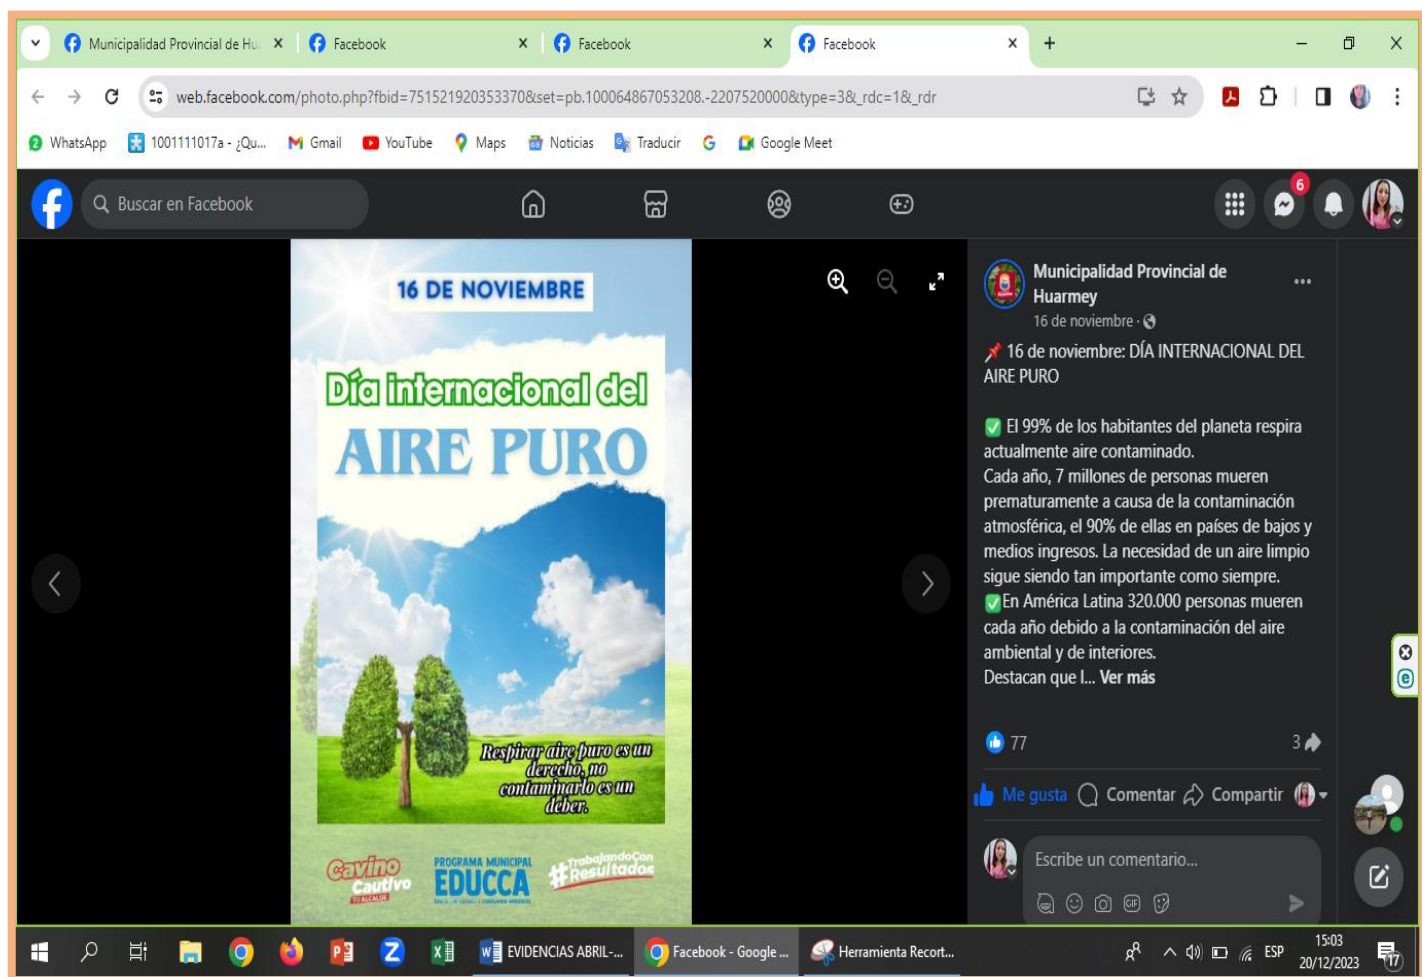 Municipalidad Provincial de Hu
Facebook
Facebook
Facebook
web.facebook.com/photo.php?fbid=751521920353370&set=pb.100064867053208.-2207520000&type=3&_rdc=1&_rdr
WhatsApp
1001111017a - ¿Qu...
Gmail
YouTube
Maps
Noticias
Traducir
Google Meet
Buscar en Facebook
6
16 DE NOVIEMBRE
Día internacional del
AIRE PURO
Respirar aire puro es un
derecho, no
contaminarlo es un
deber.
Cavino
Cautivo
TU ALCALDE
PROGRAMA MUNICIPAL
EDUCCA
#TrabajandoCon
Resultados
Municipalidad Provincial de
Huarmey
16 de noviembre ·
16 de noviembre: DÍA INTERNACIONAL DEL
AIRE PURO
El 99% de los habitantes del planeta respira
actualmente aire contaminado.
Cada año, 7 millones de personas mueren
prematuramente a causa de la contaminación
atmosférica, el 90% de ellas en países de bajos y
medios ingresos. La necesidad de un aire limpio
sigue siendo tan importante como siempre.
En América Latina 320.000 personas mueren
cada año debido a la contaminación del aire
ambiental y de interiores.
Destacan que l... Ver más
77
3
Me gusta
Comentar
Compartir
Escribe un comentario...
GIF
EVIDENCIAS ABRIL-...
Facebook - Google ...
Herramienta Recort...
ESP
15:03
20/12/2023
17